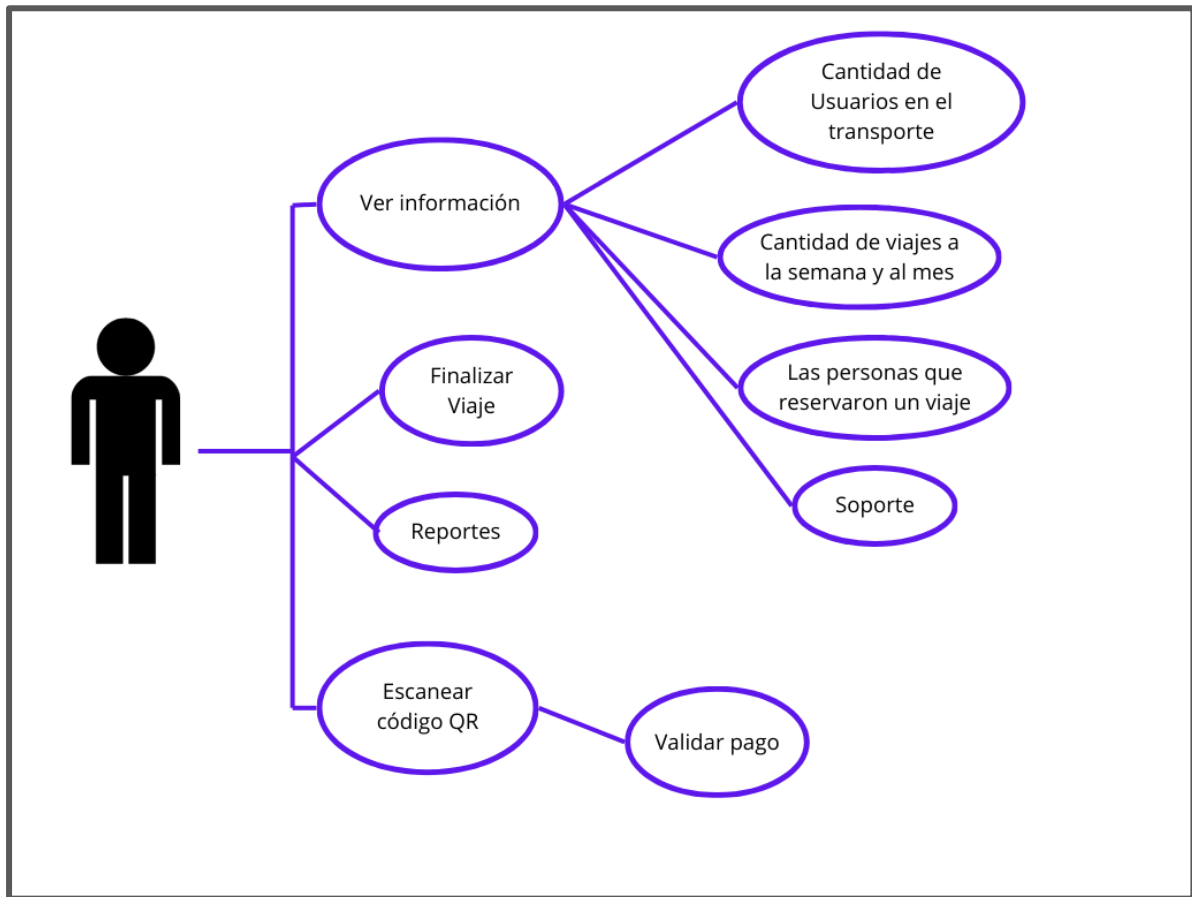 Cantidad de
Usuarios en el
transporte
Ver información
Cantidad de viajes a
la semana y al mes
Finalizar
Viaje
Las personas que
reservaron un viaje
Soporte
Reportes
Escanear
código QR
Validar pago